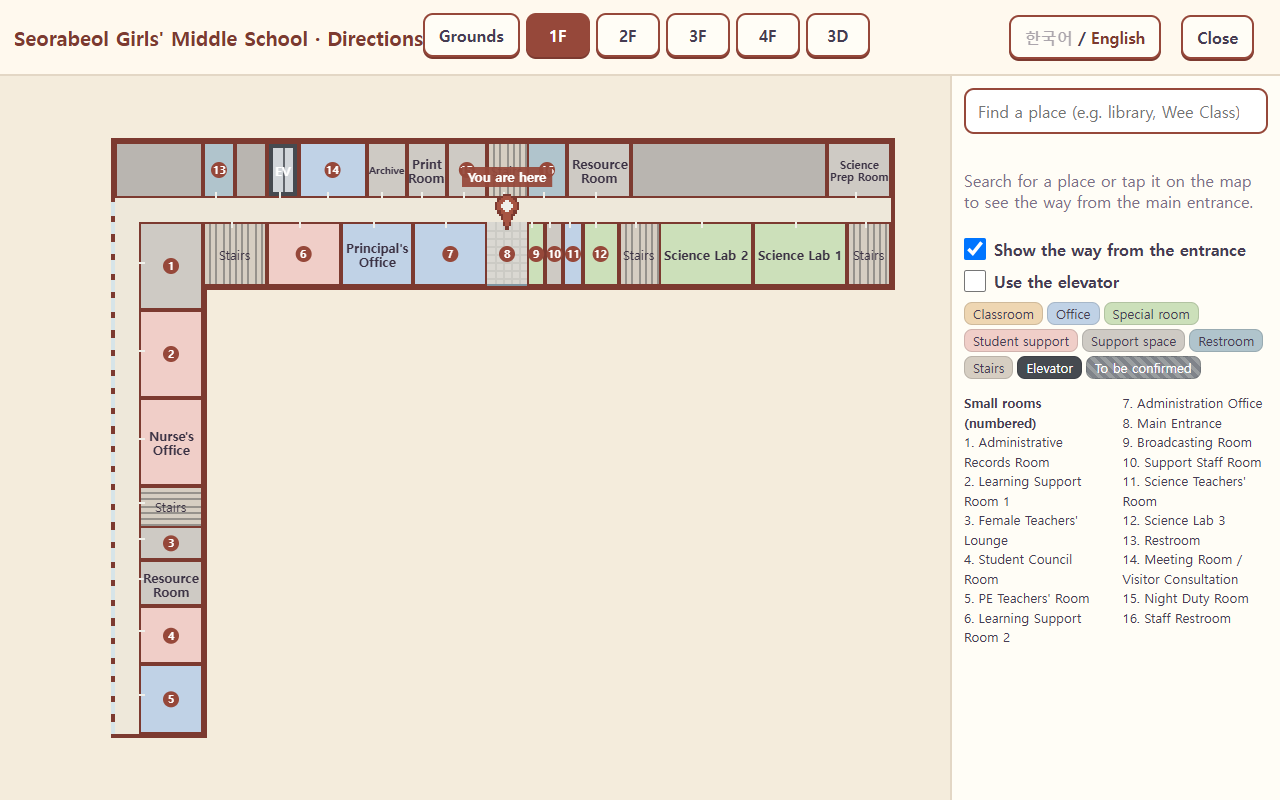 Seorabeol Girls' Middle School · Directions
Grounds
1F
2F
3F
4F
3D
한국어 / English
Close
Find a place (e.g. library, Wee Class)
Search for a place or tap it on the map
to see the way from the main entrance.
Show the way from the entrance
Use the elevator
Classroom
Office
Special room
Student support
Support space
Restroom
Stairs
Elevator
To be confirmed
Small rooms
(numbered)
1. Administrative
Records Room
2. Learning Support
Room 1
3. Female Teachers'
Lounge
4. Student Council
Room
5. PE Teachers' Room
6. Learning Support
Room 2
7. Administration Office
8. Main Entrance
9. Broadcasting Room
10. Support Staff Room
11. Science Teachers'
Room
12. Science Lab 3
13. Restroom
14. Meeting Room /
Visitor Consultation
15. Night Duty Room
16. Staff Restroom
13
EV
14
Archive
Print
Room
You are here
Resource
Room
Science
Prep Room
1
Stairs
6
Principal's
Office
7
8
9
10
11
12
Stairs
Science Lab 2
Science Lab 1
Stairs
2
Nurse's
Office
Stairs
3
Resource
Room
4
5